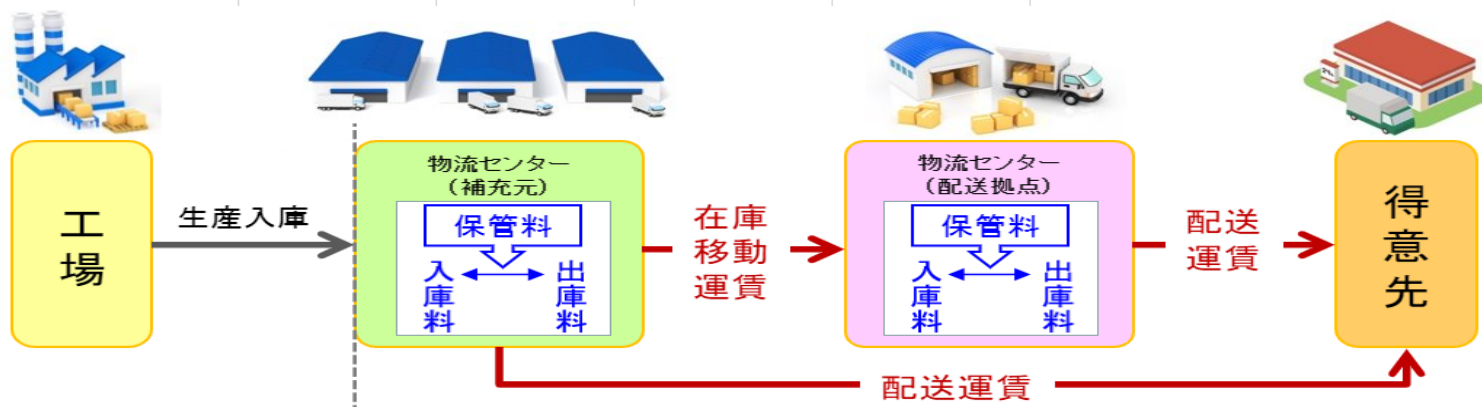 工場
生産入庫
物流センター
（補充元）
保管料
入庫料
出庫料
在庫
移動
運賃
物流センター
（配送拠点）
保管料
入庫料
出庫料
配送
運賃
得意先
配送運賃